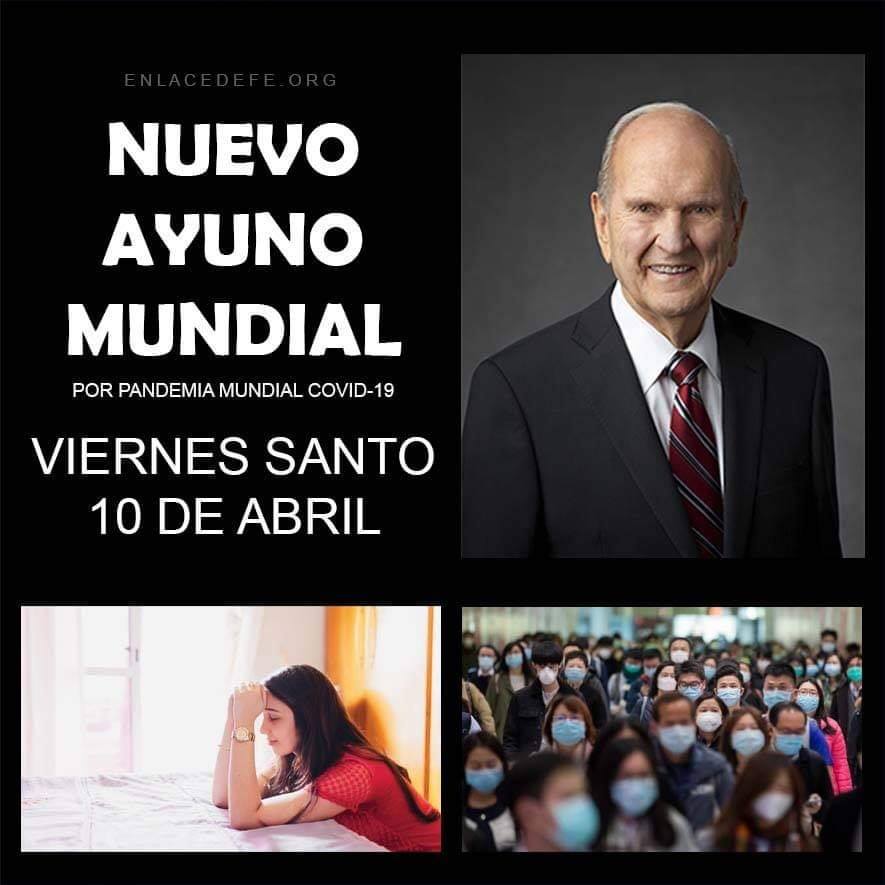 ENLACEDEFE.ORG
NUEVO
AYUNO
MUNDIAL
POR PANDEMIA MUNDIAL COVID-19
VIERNES SANTO
10 DE ABRIL